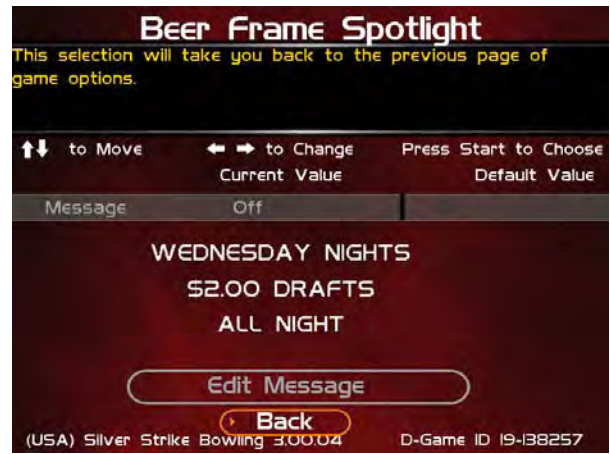 Beer Frame Spotlight
This selection will take you back to the previous page of
game options.
to Move to Change Press Start to Choose
Current Value Default Value
Message Off
WEDNESDAY NIGHTS
$2.00 DRAFTS
ALL NIGHT
Edit Message
Back
(USA) Silver Strike Bowling 3.00.04 D-Game ID 19-138257